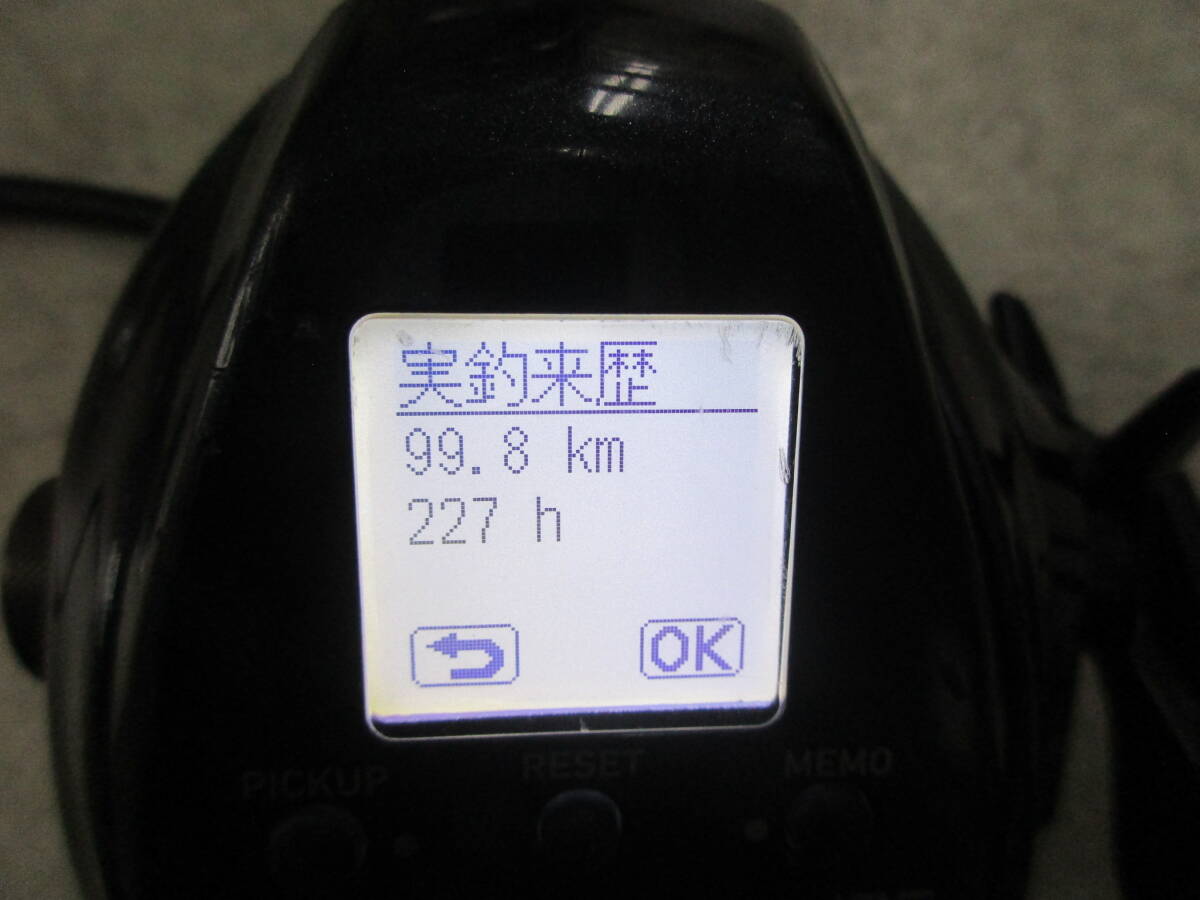 実釣来歴
99.8 km
227 h
OK
PICKUP
RESET
MEMO